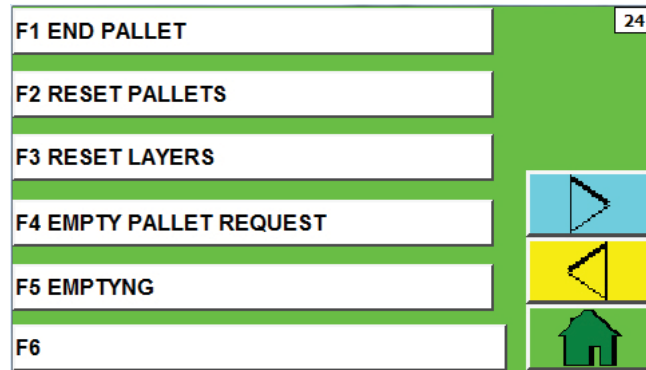 F1 END PALLET
24
F2 RESET PALLETS
F3 RESET LAYERS
F4 EMPTY PALLET REQUEST
F5 EMPTYNG
F6